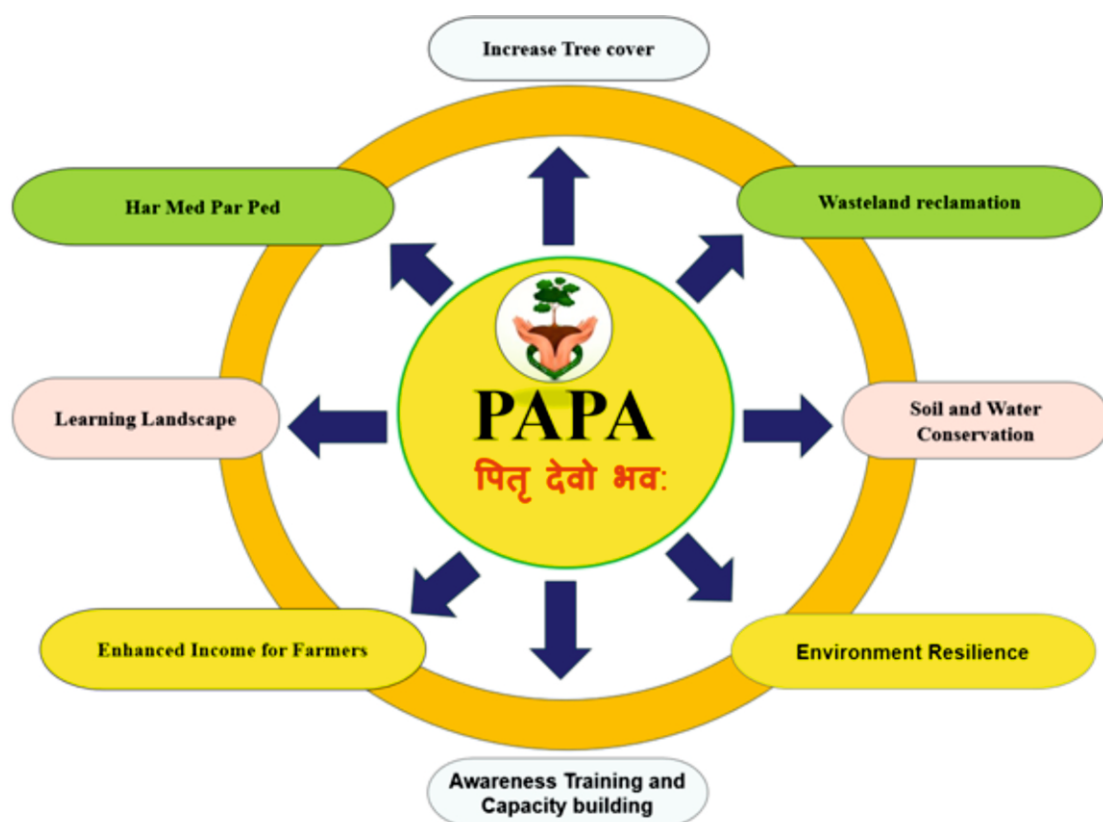 Increase Tree cover
Har Med Par Ped
Wasteland reclamation
PAPA
पितृ देवो भव:
Learning Landscape
Soil and Water
Conservation
Enhanced Income for Farmers
Environment Resilience
Awareness Training and
Capacity building